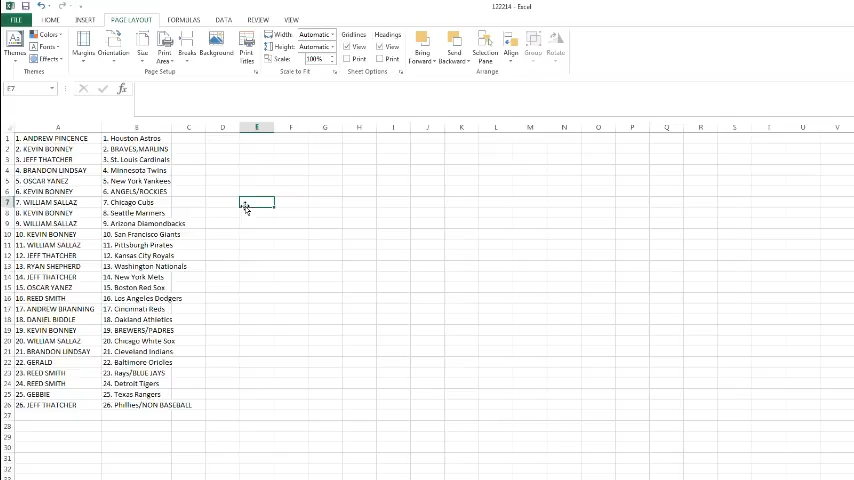 L22214 - Excel
FILE HOME INSERT PAGE LAYOUT FORMULAS DATA REVIEW VIEW
Themes Colors Fonts Effects Margins Orientation Size Print Area Breaks Background Print Titles Width: Automatic Height: Automatic Scale: 100% Gridlines View Print Headings View Print Bring Forward Send Backward Selection Pane Align Group Rotate
Themes Page Setup Scale to Fit Sheet Options Arrange
E7 fx
A B C D E F G H I J K L M N O P Q R S T U V
1 1. ANDREW PINCENCE 1. Houston Astros
2 2. KEVIN BONNEY 2. BRAVES,MARLINS
3 3. JEFF THATCHER 3. St. Louis Cardinals
4 4. BRANDON LINDSAY 4. Minnesota Twins
5 5. OSCAR YANEZ 5. New York Yankees
6 6. KEVIN BONNEY 6. ANGELS/ROCKIES
7 7. WILLIAM SALLAZ 7. Chicago Cubs
8 8. KEVIN BONNEY 8. Seattle Mariners
9 9. WILLIAM SALLAZ 9. Arizona Diamondbacks
10 10. KEVIN BONNEY 10. San Francisco Giants
11 11. WILLIAM SALLAZ 11. Pittsburgh Pirates
12 12. JEFF THATCHER 12. Kansas City Royals
13 13. RYAN SHEPHERD 13. Washington Nationals
14 14. JEFF THATCHER 14. New York Mets
15 15. OSCAR YANEZ 15. Boston Red Sox
16 16. REED SMITH 16. Los Angeles Dodgers
17 17. ANDREW BRANNING 17. Cincinnati Reds
18 18. DANIEL BIDDLE 18. Oakland Athletics
19 19. KEVIN BONNEY 19. BREWERS/PADRES
20 20. WILLIAM SALLAZ 20. Chicago White Sox
21 21. BRANDON LINDSAY 21. Cleveland Indians
22 22. GERALD 22. Baltimore Orioles
23 23. REED SMITH 23. Rays/BLUE JAYS
24 24. REED SMITH 24. Detroit Tigers
25 25. GEBBIE 25. Texas Rangers
26 26. JEFF THATCHER 26. Phillies/NON BASEBALL
27
28
29
30
31
32
33